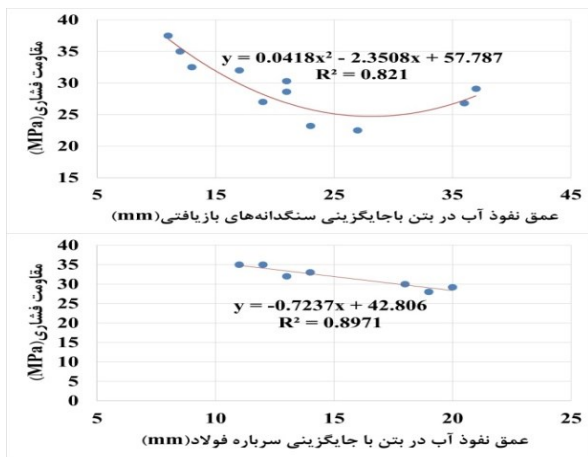 40
35
30
25
20
15
مقاومت فشاری(MPa)
y = 0.0418x² - 2.3508x + 57.787
R² = 0.821
5 15 25 35 45
عمق نفوذ آب در بتن باجایگزینی سنگدانه‌های بازیافتی(mm)
40
35
30
25
20
15
10
5
0
مقاومت فشاری(MPa)
y = -0.7237x + 42.806
R² = 0.8971
5 10 15 20 25
عمق نفوذ آب در بتن با جایگزینی سرباره فولاد(mm)